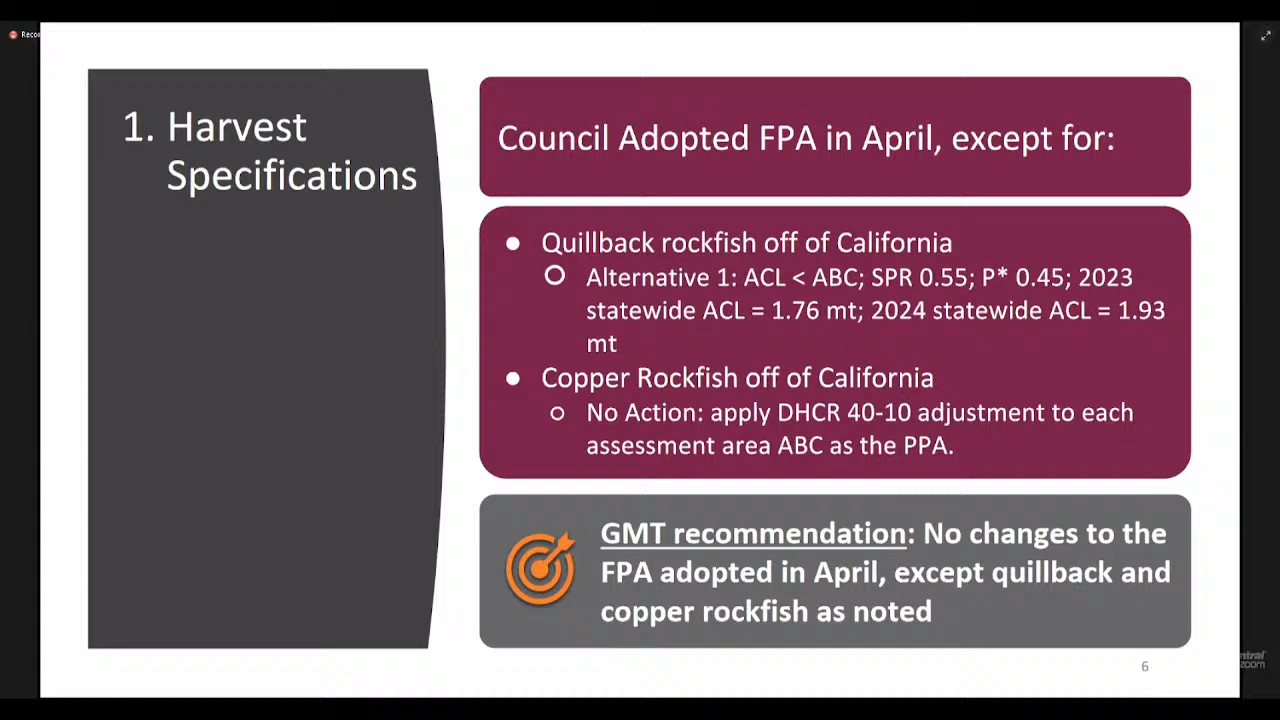 Recor
1. Harvest
Specifications
Council Adopted FPA in April, except for:
● Quillback rockfish off of California
○ Alternative 1: ACL < ABC; SPR 0.55; P* 0.45; 2023
statewide ACL = 1.76 mt; 2024 statewide ACL = 1.93
mt
● Copper Rockfish off of California
○ No Action: apply DHCR 40-10 adjustment to each
assessment area ABC as the PPA.
GMT recommendation: No changes to the
FPA adopted in April, except quillback and
copper rockfish as noted
6
zoom